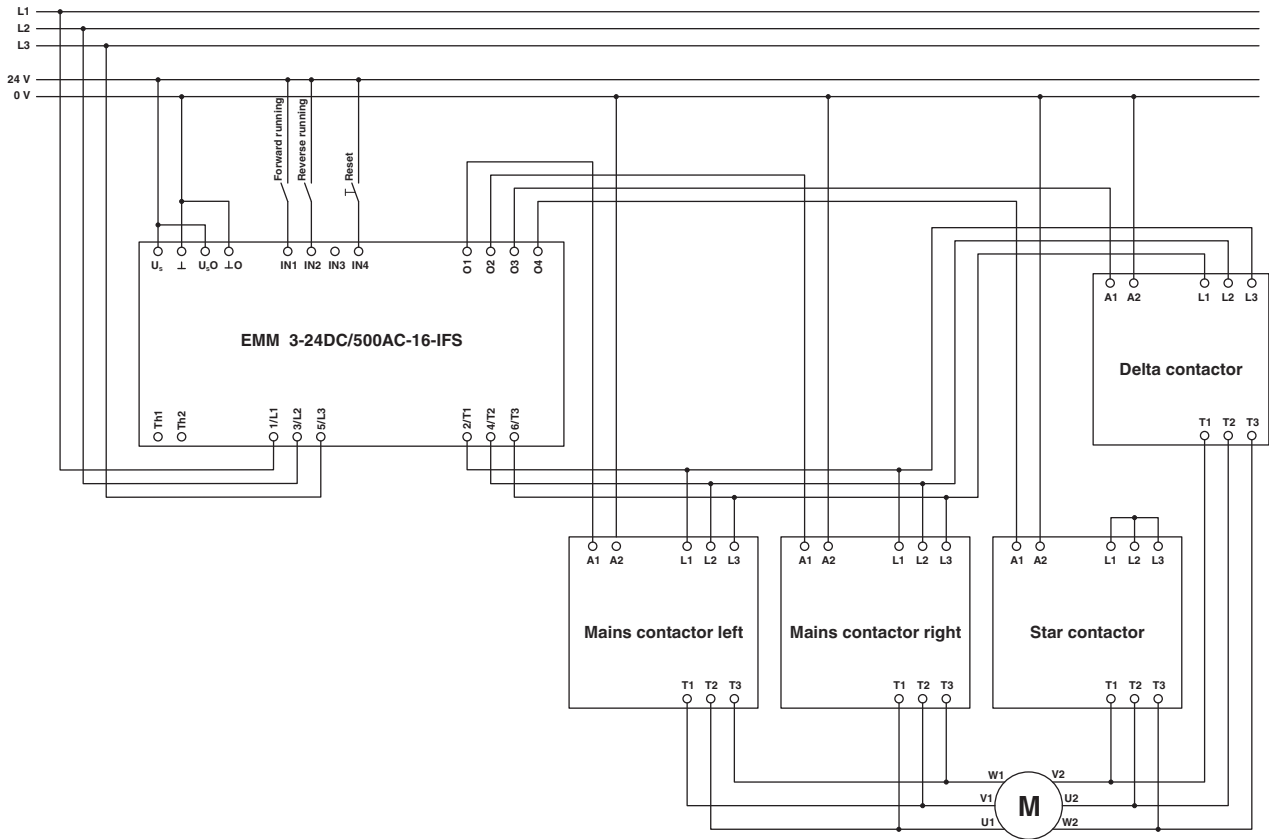 L1
L2
L3
24 V
0 V
Forward running
Reverse running
Reset
Us ⊥ UsO ⊥O IN1 IN2 IN3 IN4 O1 O2 O3 O4
EMM 3-24DC/500AC-16-IFS
Th1 Th2 1/L1 3/L2 5/L3 2/T1 4/T2 6/T3
A1 A2 L1 L2 L3
Delta contactor
T1 T2 T3
A1 A2 L1 L2 L3
Mains contactor left
T1 T2 T3
A1 A2 L1 L2 L3
Mains contactor right
T1 T2 T3
A1 A2 L1 L2 L3
Star contactor
T1 T2 T3
W1 V2
V1 M U2
U1 W2